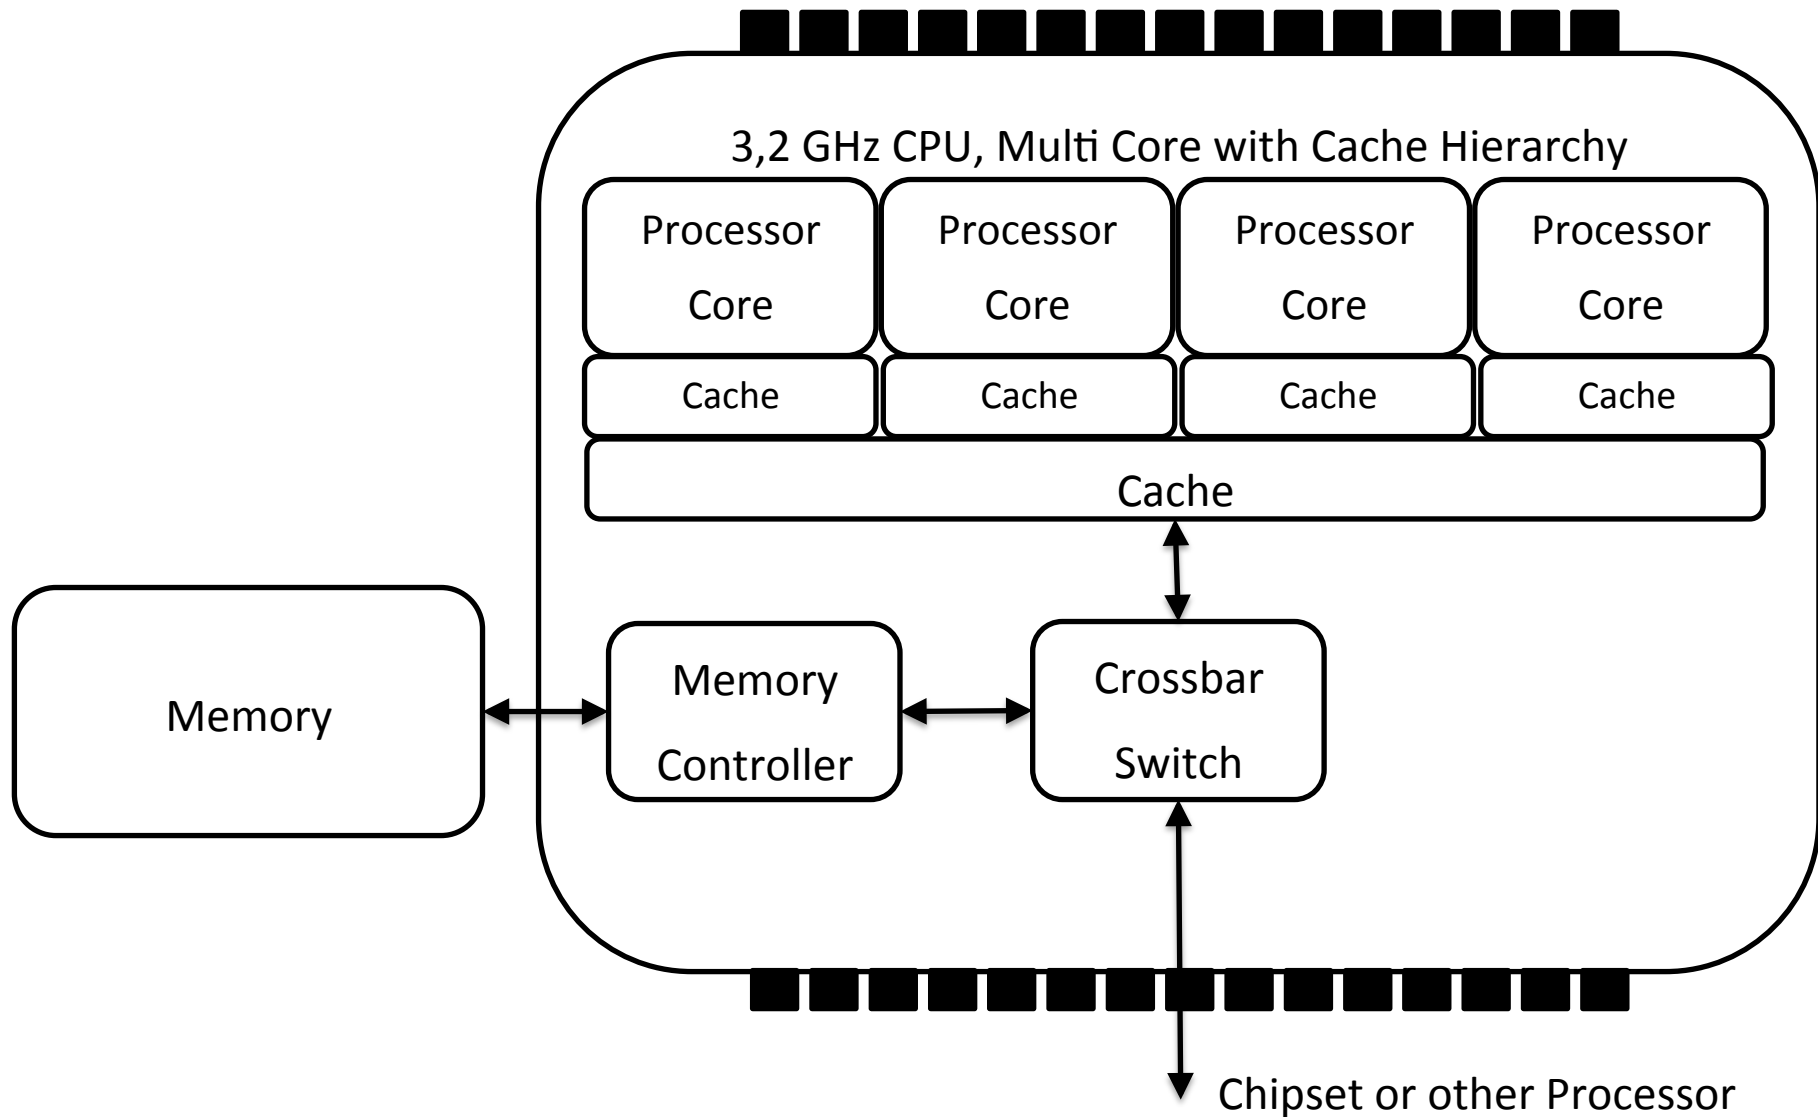 3,2 GHz CPU, Multi Core with Cache Hierarchy
Processor
Core
Processor
Core
Processor
Core
Processor
Core
Cache
Cache
Cache
Cache
Cache
Memory
Memory
Controller
Crossbar
Switch
Chipset or other Processor